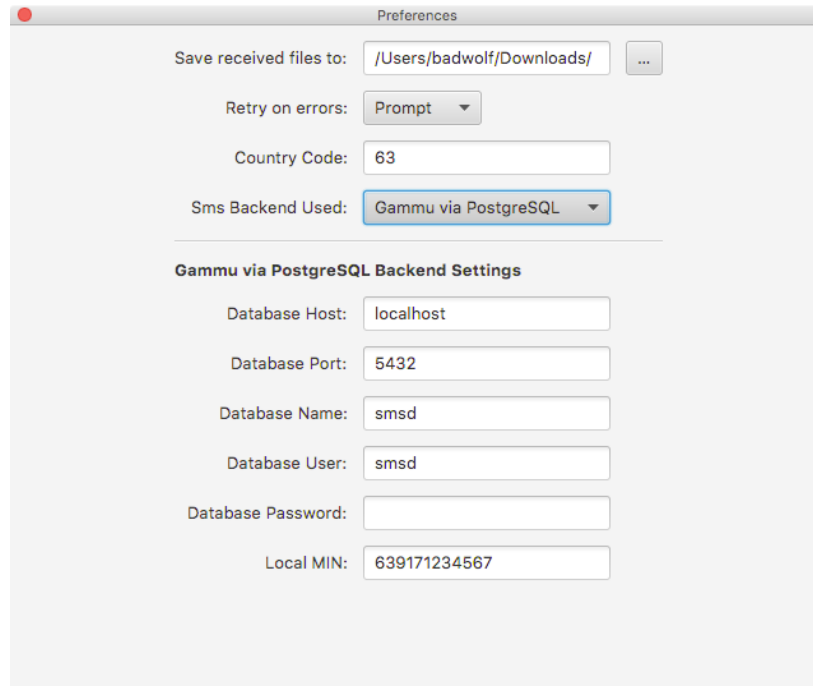 Preferences
Save received files to: /Users/badwolf/Downloads/ ...
Retry on errors: Prompt
Country Code: 63
Sms Backend Used: Gammu via PostgreSQL
Gammu via PostgreSQL Backend Settings
Database Host: localhost
Database Port: 5432
Database Name: smsd
Database User: smsd
Database Password:
Local MIN: 639171234567